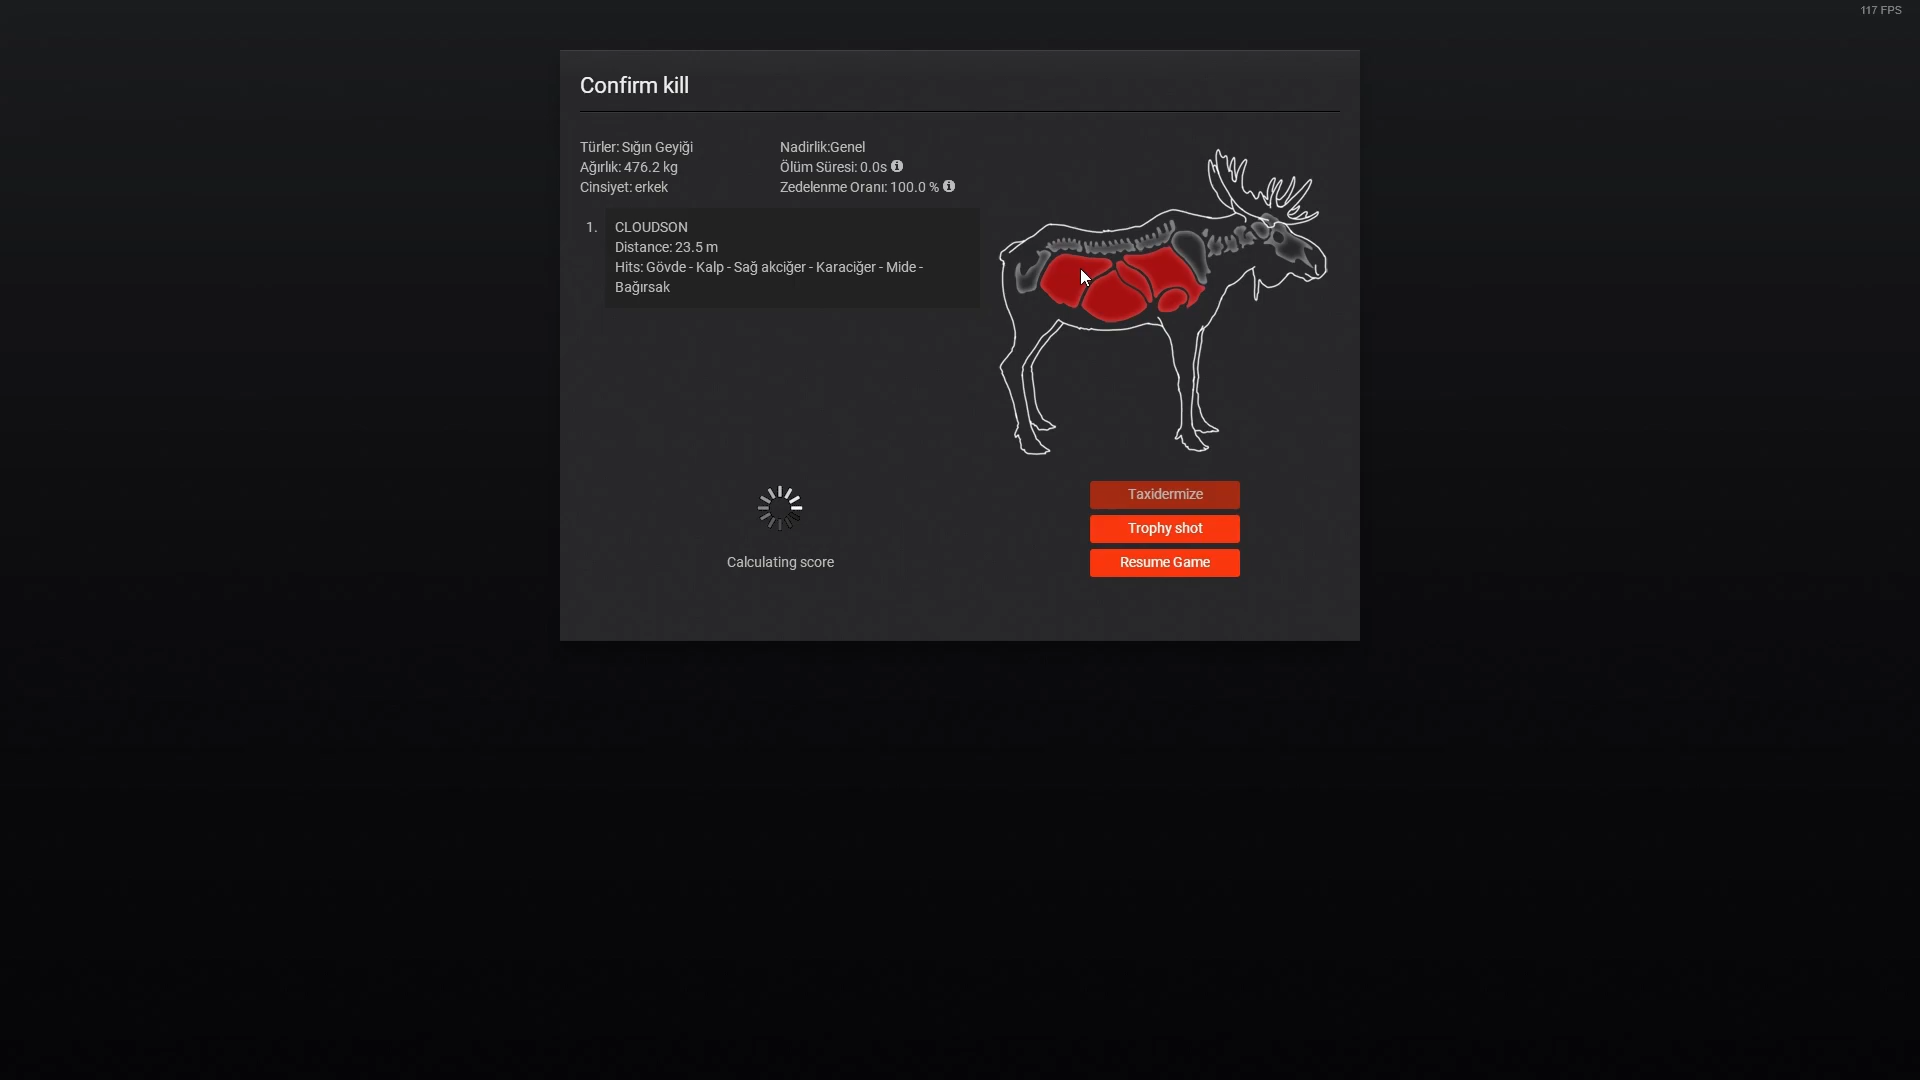 117 FPS
Confirm kill
Türler: Sığın Geyiği
Nadirlik:Genel
Ağırlık: 476.2 kg
Ölüm Süresi: 0.0s
Cinsiyet: erkek
Zedelenme Oranı: 100.0 %
1.
CLOUDSON
Distance: 23.5 m
Hits: Gövde - Kalp - Sağ akciğer - Karaciğer - Mide -
Bağırsak
Taxidermize
Trophy shot
Resume Game
Calculating score